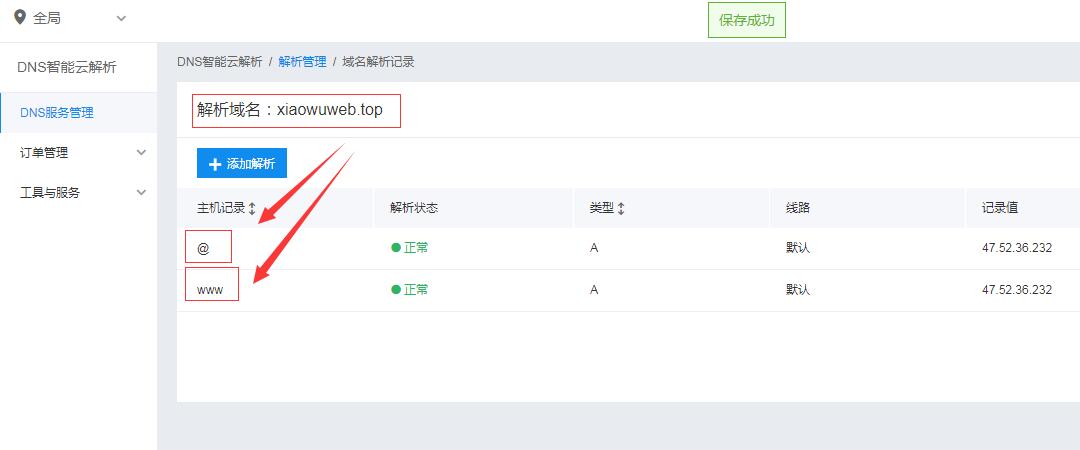 全局
保存成功
DNS智能云解析
DNS智能云解析 / 解析管理 / 域名解析记录
DNS服务管理
订单管理
工具与服务
解析域名：xiaowuweb.top
添加解析
主机记录 解析状态 类型 线路 记录值
@ 正常 A 默认 47.52.36.232
www 正常 A 默认 47.52.36.232